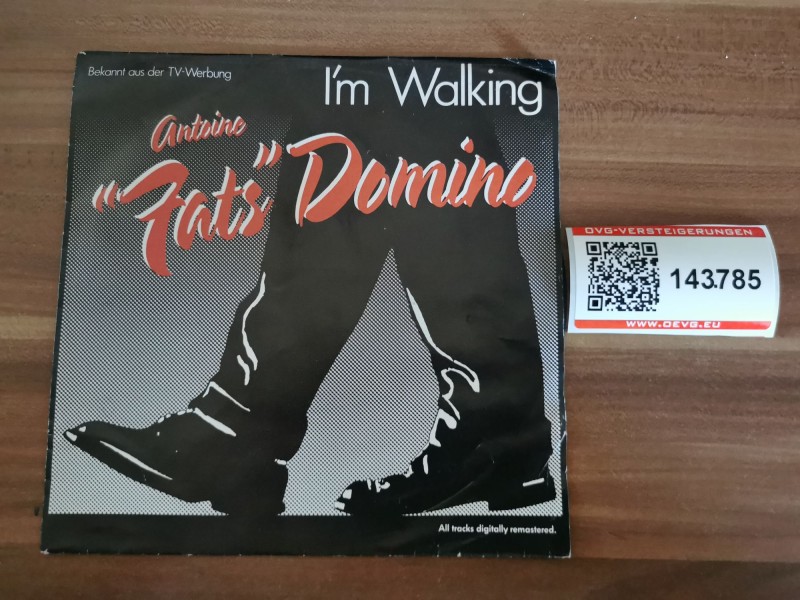 Bekannt aus der TV-Werbung
I'm Walking
Antoine
"Fats" Domino
OVG-VERSTEIGERUNGEN
143.785
WWW.OEVG.EU
All tracks digitally remastered.